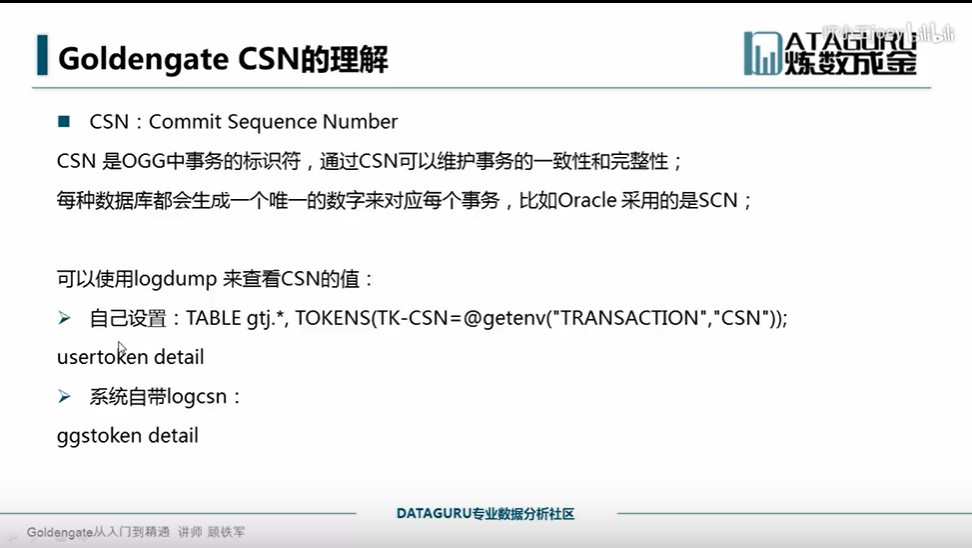 Goldengate CSN的理解
ATAGURU
炼数成金
bilibili
CSN：Commit Sequence Number
CSN 是OGG中事务的标识符，通过CSN可以维护事务的一致性和完整性；
每种数据库都会生成一个唯一的数字来对应每个事务，比如Oracle 采用的是SCN；
可以使用logdump 来查看CSN的值：
自己设置：TABLE gtj.*, TOKENS(TK-CSN=@getenv("TRANSACTION","CSN"));
usertoken detail
系统自带logcsn：
ggstoken detail
DATAGURU专业数据分析社区
Goldengate从入门到精通 讲师 顾铁军